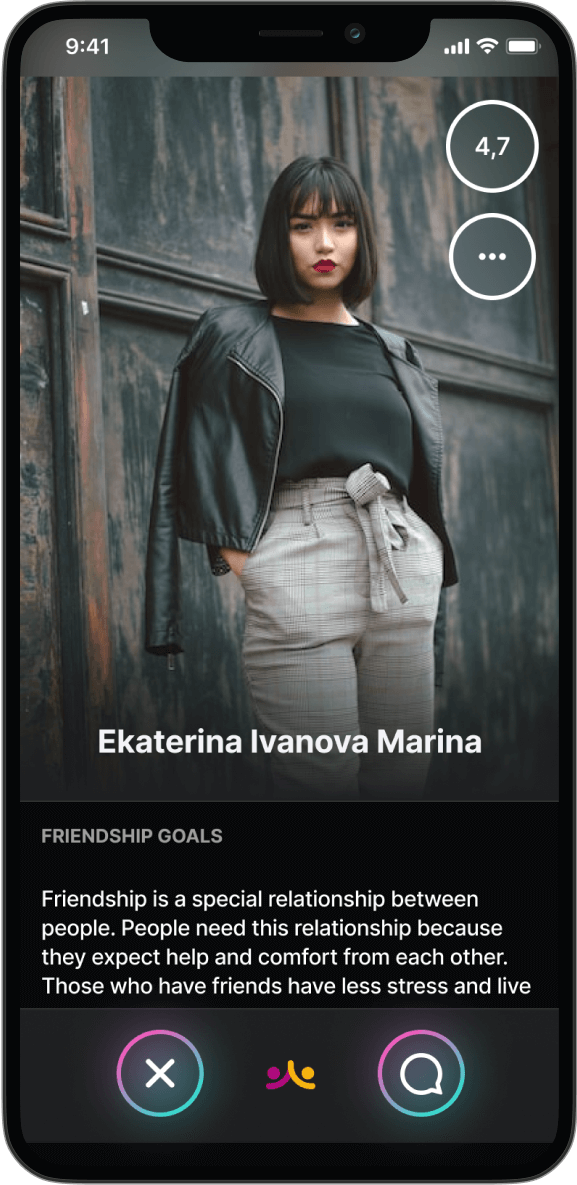 9:41
4,7
Ekaterina Ivanova Marina
FRIENDSHIP GOALS
Friendship is a special relationship between
people. People need this relationship because
they expect help and comfort from each other.
Those who have friends have less stress and live